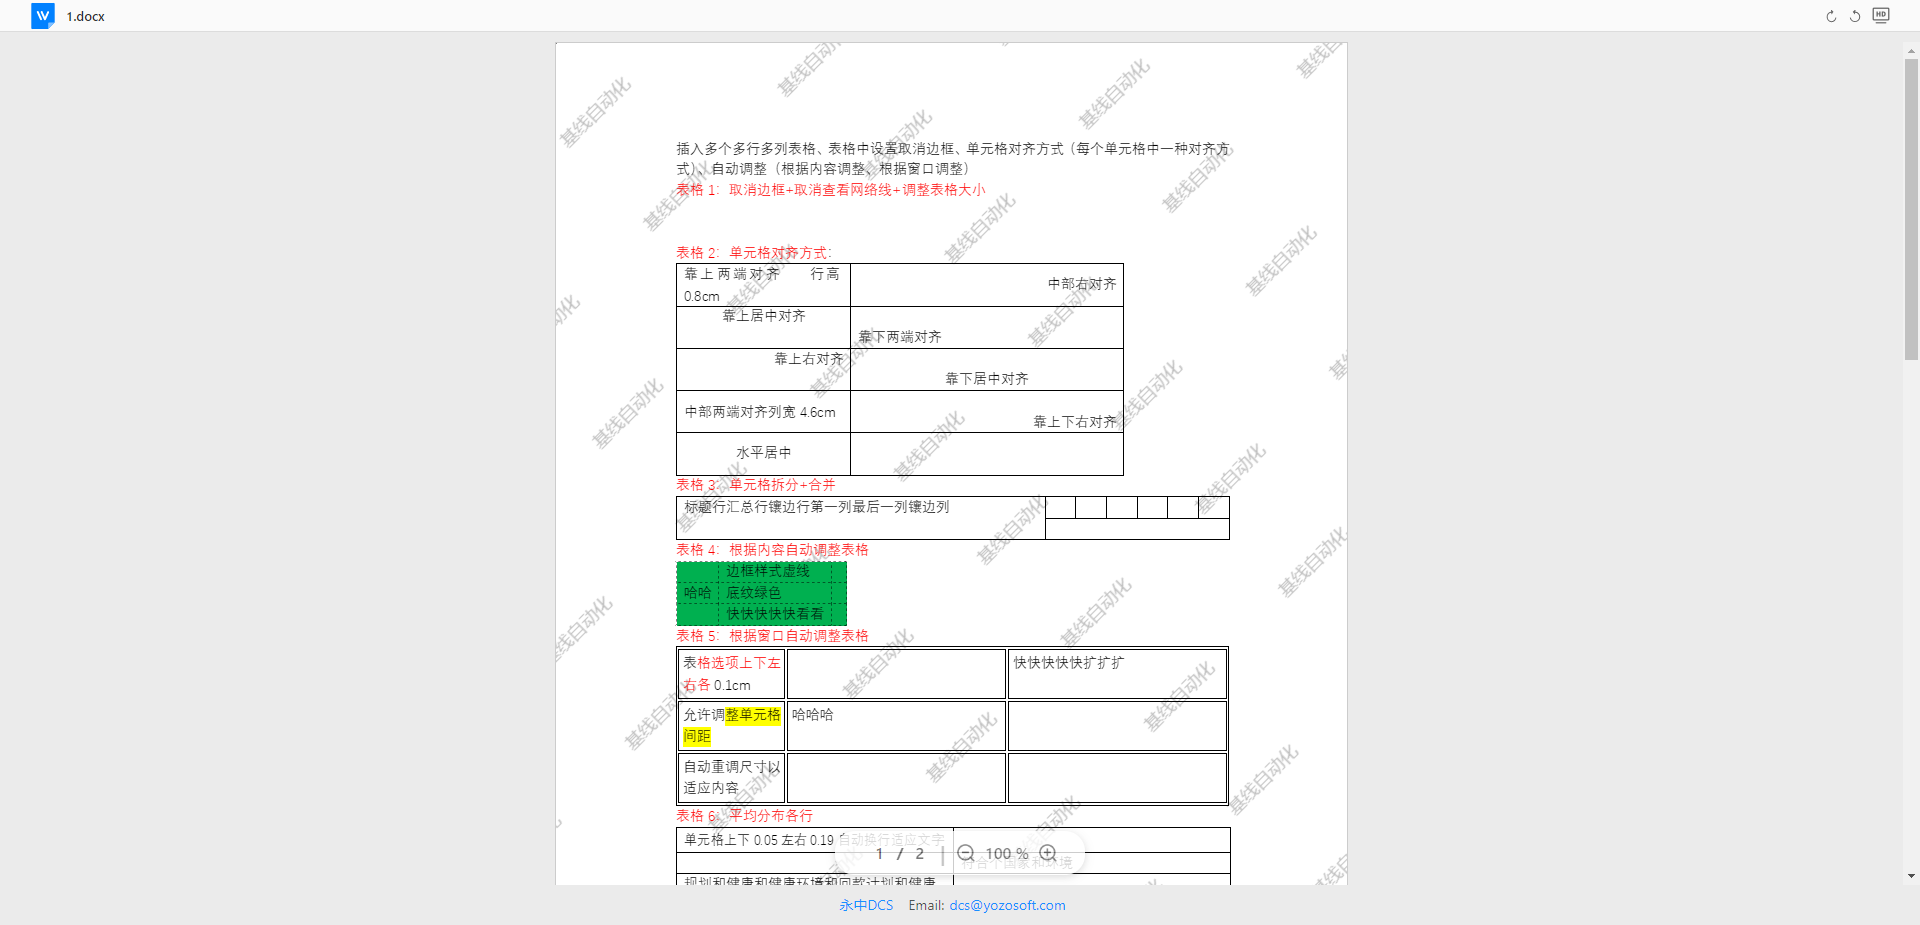 1.docx
插入多个多行多列表格、表格中设置取消边框、单元格对齐方式（每个单元格中一种对齐方
式）、自动调整（根据内容调整、根据窗口调整）
表格 1：取消边框+取消查看网络线+调整表格大小
表格 2：单元格对齐方式：
靠上两端对齐 行高
0.8cm
中部右对齐
靠上居中对齐
靠下两端对齐
靠上右对齐
靠下居中对齐
中部两端对齐列宽 4.6cm
靠上下右对齐
水平居中
表格 3：单元格拆分+合并
标题行汇总行镶边行第一列最后一列镶边列
表格 4：根据内容自动调整表格
边框样式虚线
哈哈 底纹绿色
快快快快快看看
表格 5：根据窗口自动调整表格
表格选项上下左
右各 0.1cm
快快快快快扩扩扩
允许调整单元格
间距
哈哈哈
自动重调尺寸以
适应内容
表格 6：平均分布各行
单元格上下 0.05 左右 0.19 自动换行适应文字
符合个国家和环境
规划和健康和健康环境和回款计划和健康
1 / 2 100 %
永中DCS Email: dcs@yozosoft.com
基线自动化